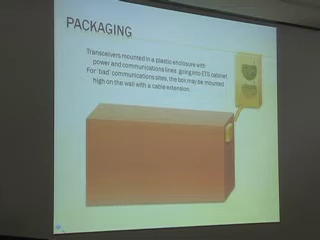 PACKAGING
Transceivers mounted in a plastic enclosure with
power and communications lines going into ETS cabinet.
For 'bad' communications sites, the box may be mounted
high on the wall with a cable extension.